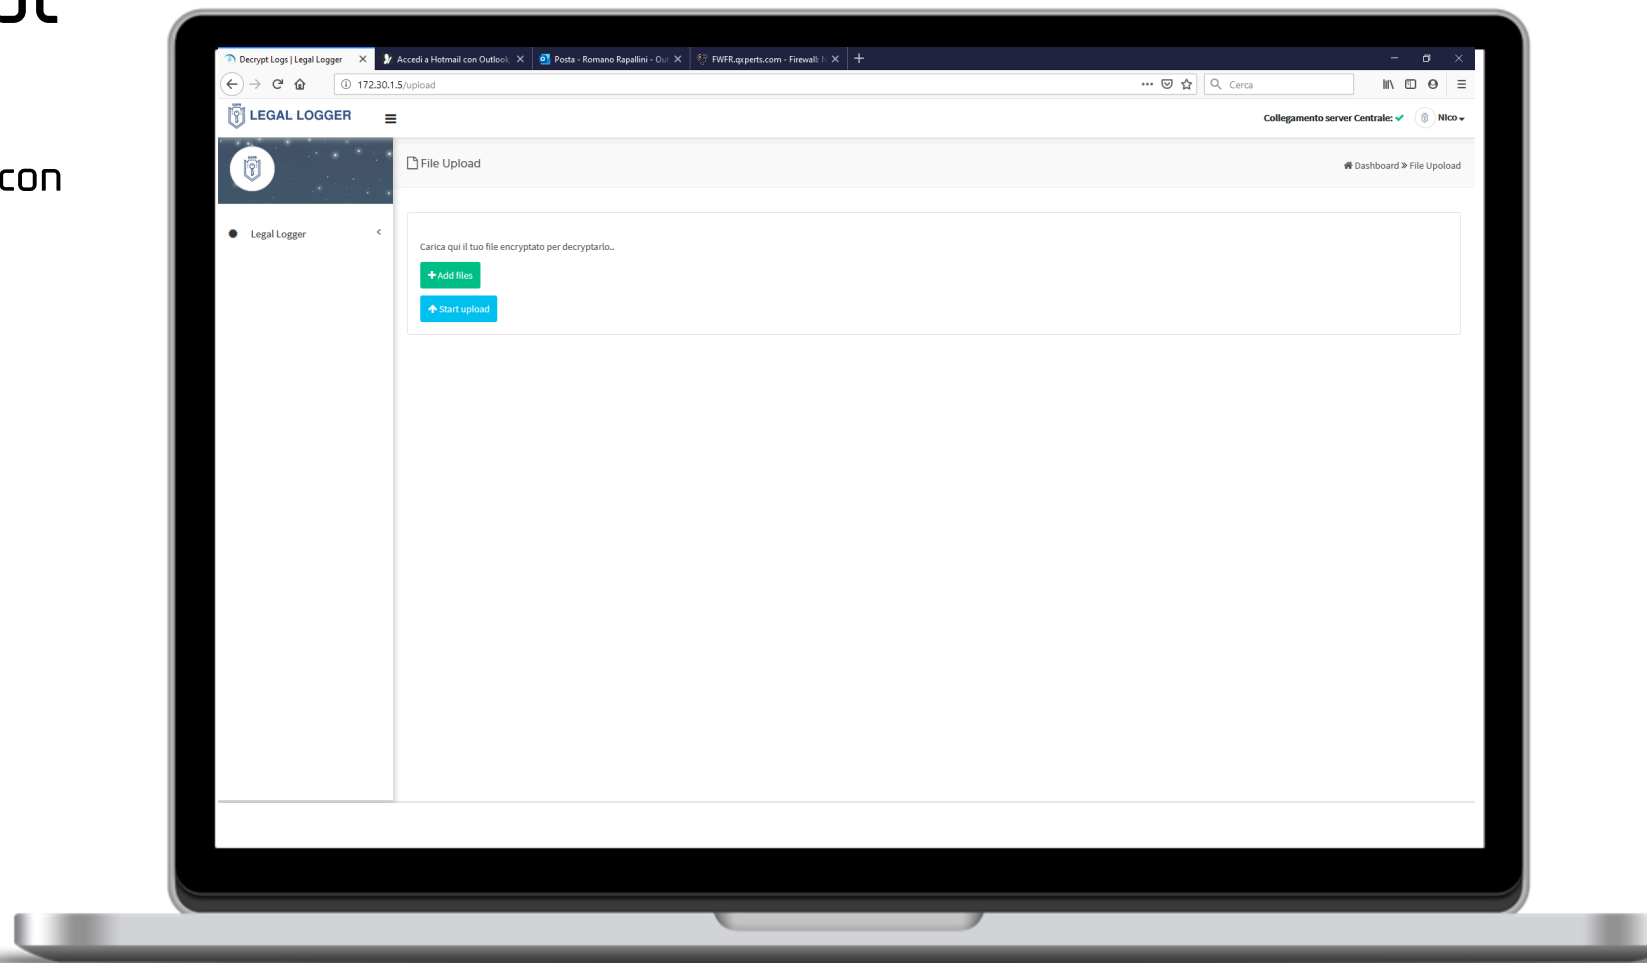 con
Decrypt Logs | Legal Logger
Accedi a Hotmail con Outlook,
Posta - Romano Rapallini - Out
FWFR.qxperts.com - Firewall:
172.30.1.5/upload
Cerca
LEGAL LOGGER
Collegamento server Centrale:
NIco
File Upload
Dashboard » File Upoload
Legal Logger
Carica qui il tuo file encryptato per decryptarlo..
Add files
Start upload